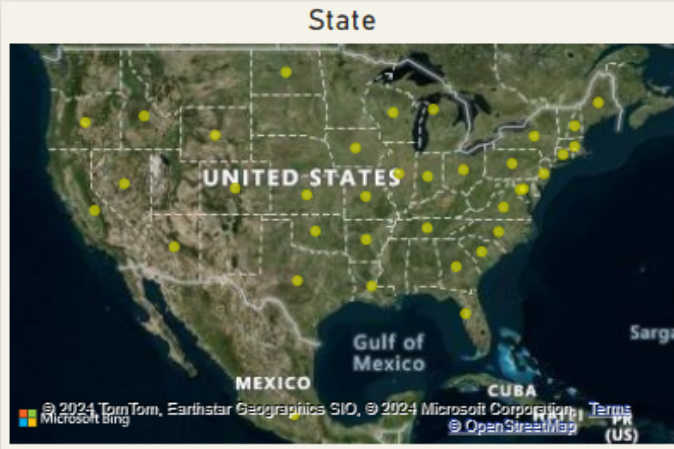 State
UNITED STATES
Gulf of
Mexico
Sarga
MEXICO
CUBA
HAITI
PR
(US)
© 2024 TomTom, Earthstar Geographics SIO, © 2024 Microsoft Corporation, Terms
Microsoft Bing
© OpenStreetMap